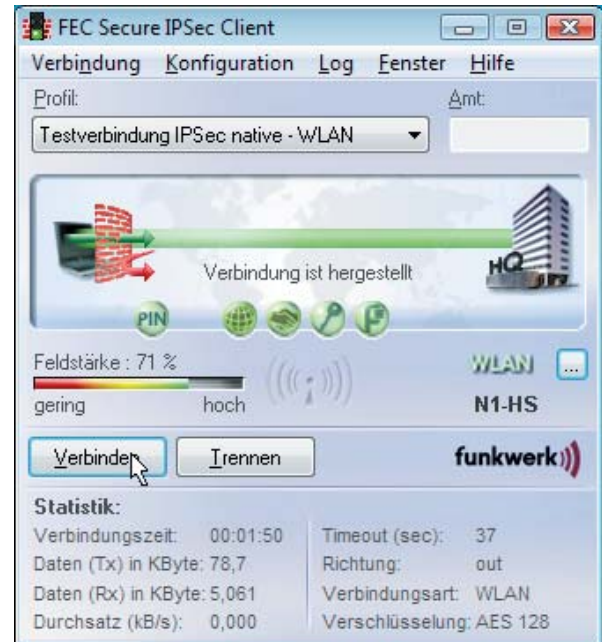 FEC Secure IPSec Client
Verbindung Konfiguration Log Fenster Hilfe
Profil: Amt:
Testverbindung IPSec native - WLAN
HQ
Verbindung ist hergestellt
PIN
Feldstärke : 71 %
WLAN ...
gering hoch N1-HS
Verbinden Trennen funkwerk
Statistik:
Verbindungszeit: 00:01:50 Timeout (sec): 37
Daten (Tx) in KByte: 78,7 Richtung: out
Daten (Rx) in KByte: 5,061 Verbindungsart: WLAN
Durchsatz (kB/s): 0,000 Verschlüsselung: AES 128